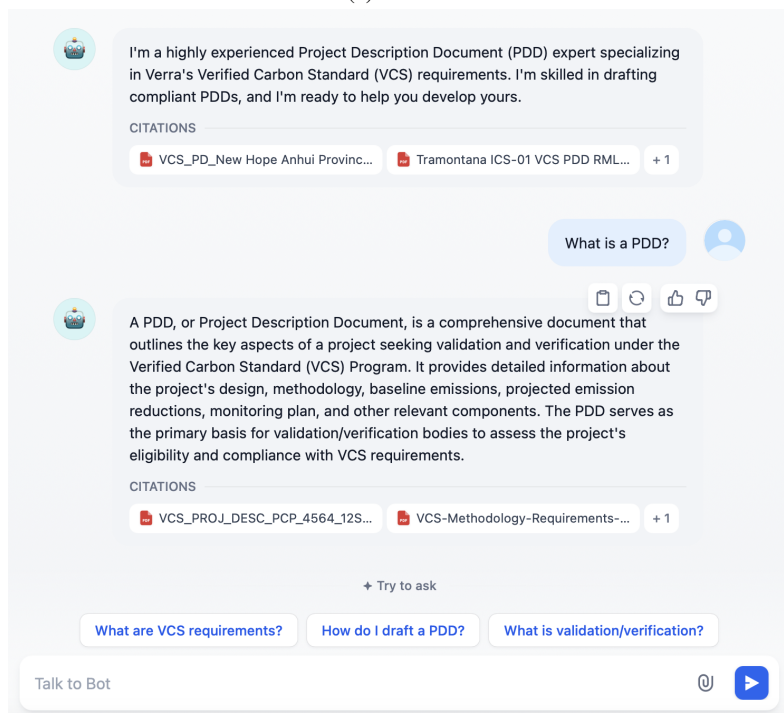 I'm a highly experienced Project Description Document (PDD) expert specializing
in Verra's Verified Carbon Standard (VCS) requirements. I'm skilled in drafting
compliant PDDs, and I'm ready to help you develop yours.
CITATIONS
VCS_PD_New Hope Anhui Provinc...
Tramontana ICS-01 VCS PDD RML...
+ 1
What is a PDD?
A PDD, or Project Description Document, is a comprehensive document that
outlines the key aspects of a project seeking validation and verification under the
Verified Carbon Standard (VCS) Program. It provides detailed information about
the project's design, methodology, baseline emissions, projected emission
reductions, monitoring plan, and other relevant components. The PDD serves as
the primary basis for validation/verification bodies to assess the project's
eligibility and compliance with VCS requirements.
CITATIONS
VCS_PROJ_DESC_PCP_4564_12S...
VCS-Methodology-Requirements-...
+ 1
Try to ask
What are VCS requirements?
How do I draft a PDD?
What is validation/verification?
Talk to Bot